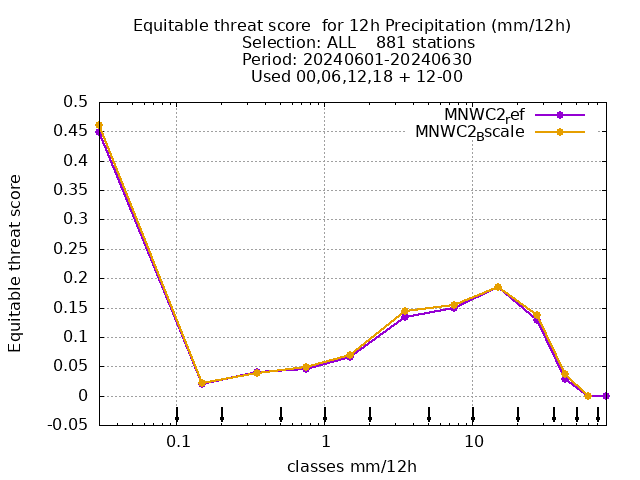 Equitable threat score  for 12h Precipitation (mm/12h)
Selection: ALL    881 stations
Period: 20240601-20240630
Used 00,06,12,18 + 12-00
MNWC2ref
MNWC2Bscale
0.5
0.45
0.4
0.35
0.3
0.25
0.2
0.15
0.1
0.05
0
-0.05
Equitable threat score
0.1 1 10
classes mm/12h